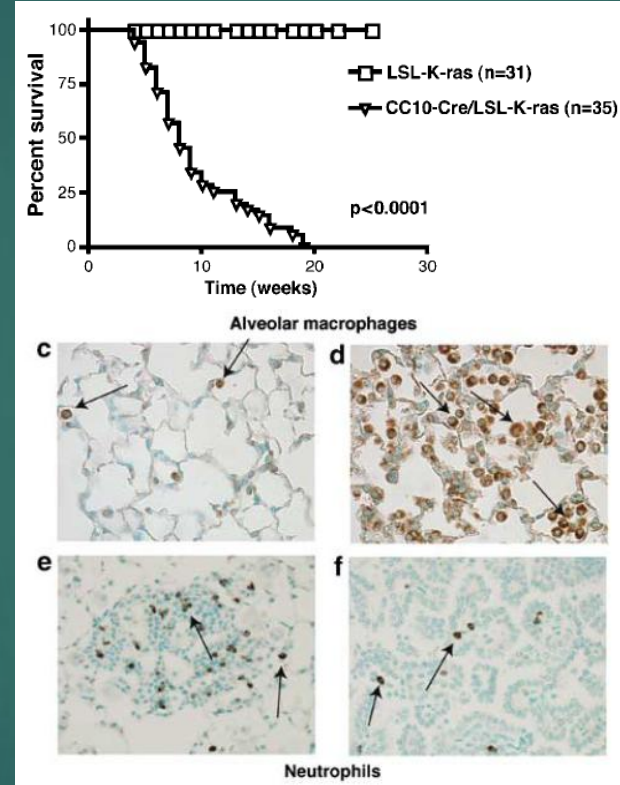 Percent survival
100
75
50
25
0
0 10 20 30
Time (weeks)
LSL-K-ras (n=31)
CC10-Cre/LSL-K-ras (n=35)
p<0.0001
Alveolar macrophages
c
d
e
f
Neutrophils